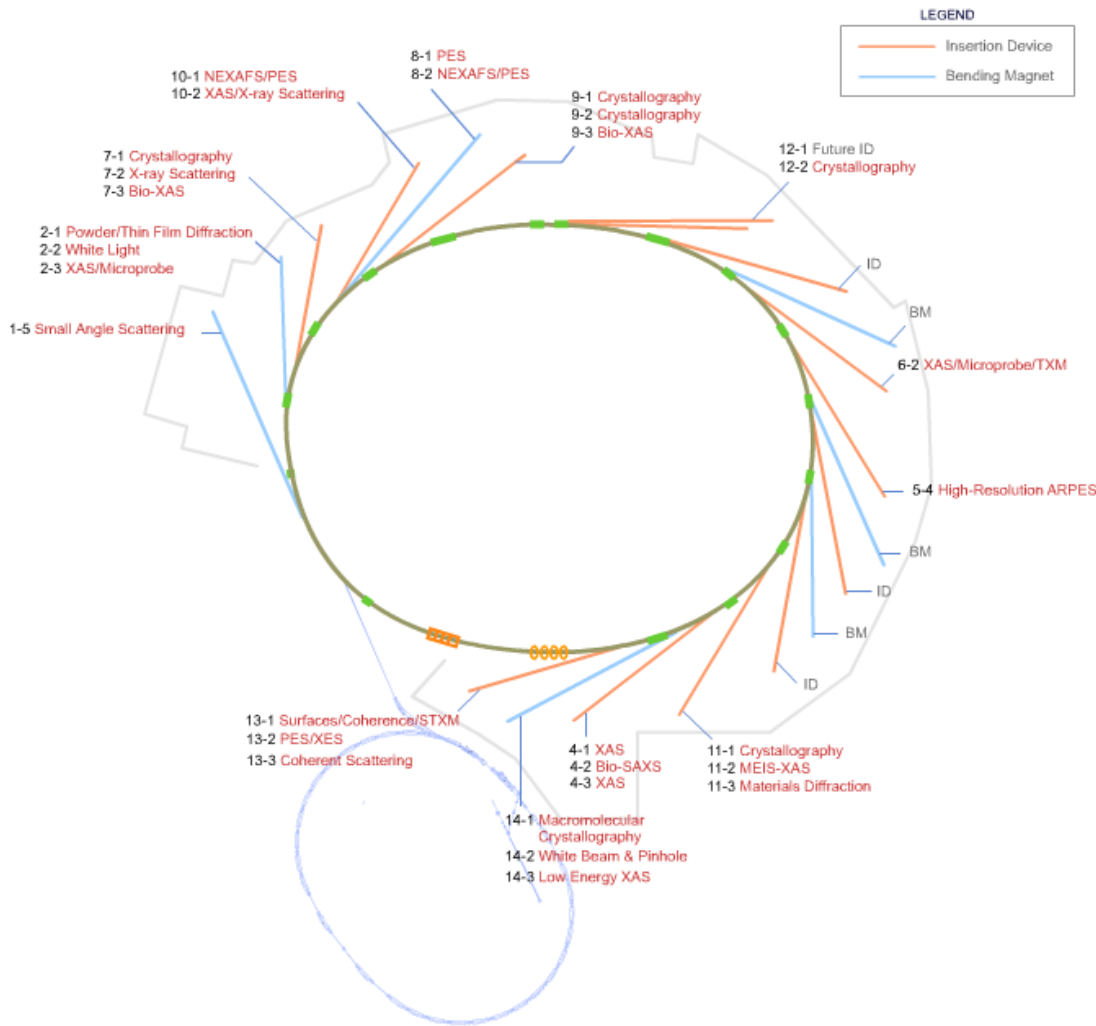 LEGEND
Insertion Device
Bending Magnet
8-1 PES
8-2 NEXAFS/PES
10-1 NEXAFS/PES
10-2 XAS/X-ray Scattering
9-1 Crystallography
9-2 Crystallography
9-3 Bio-XAS
12-1 Future ID
12-2 Crystallography
7-1 Crystallography
7-2 X-ray Scattering
7-3 Bio-XAS
2-1 Powder/Thin Film Diffraction
2-2 White Light
2-3 XAS/Microprobe
ID
BM
1-5 Small Angle Scattering
6-2 XAS/Microprobe/TXM
5-4 High-Resolution ARPES
BM
ID
BM
ID
13-1 Surfaces/Coherence/STXM
13-2 PES/XES
13-3 Coherent Scattering
4-1 XAS
4-2 Bio-SAXS
4-3 XAS
11-1 Crystallography
11-2 MEIS-XAS
11-3 Materials Diffraction
14-1 Macromolecular
Crystallography
14-2 White Beam & Pinhole
14-3 Low Energy XAS